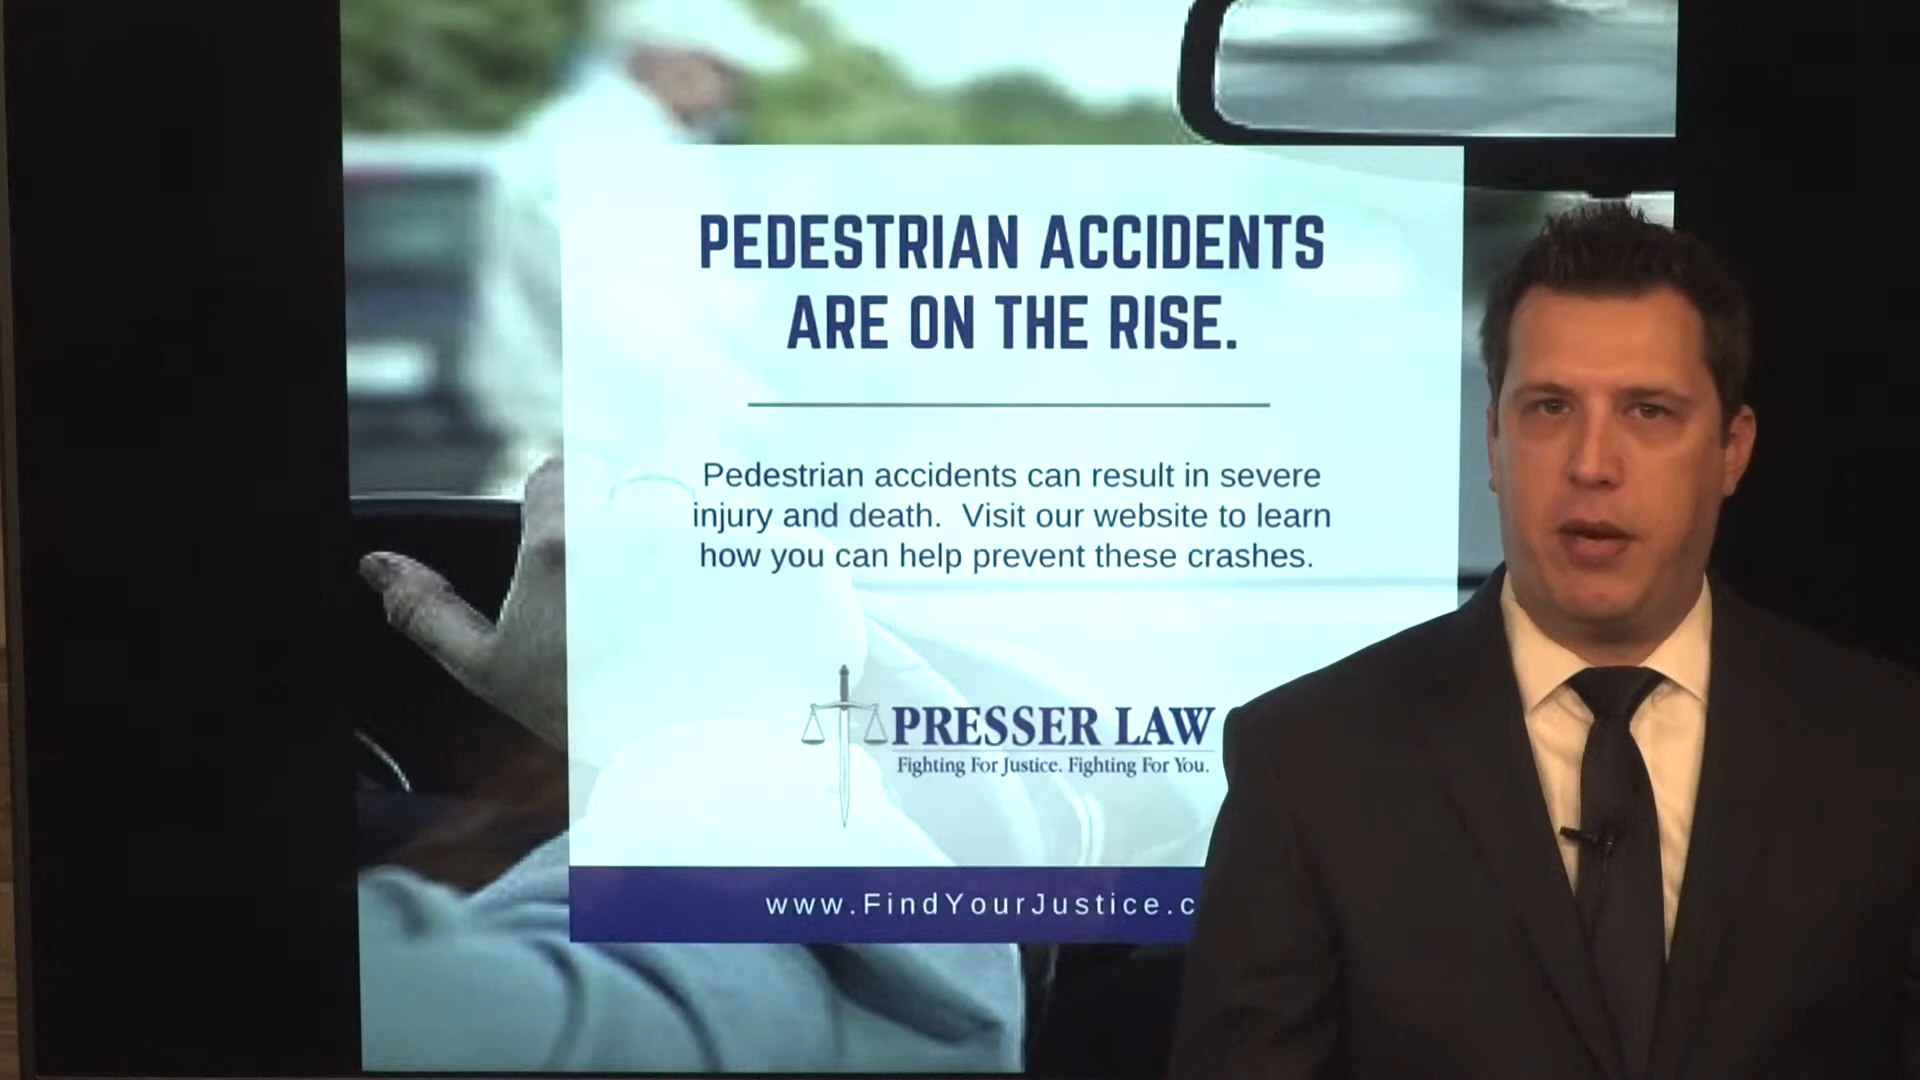 PEDESTRIAN ACCIDENTS
ARE ON THE RISE.
Pedestrian accidents can result in severe
injury and death. Visit our website to learn
how you can help prevent these crashes.
PRESSER LAW
Fighting For Justice. Fighting For You.
www.FindYourJustice.c